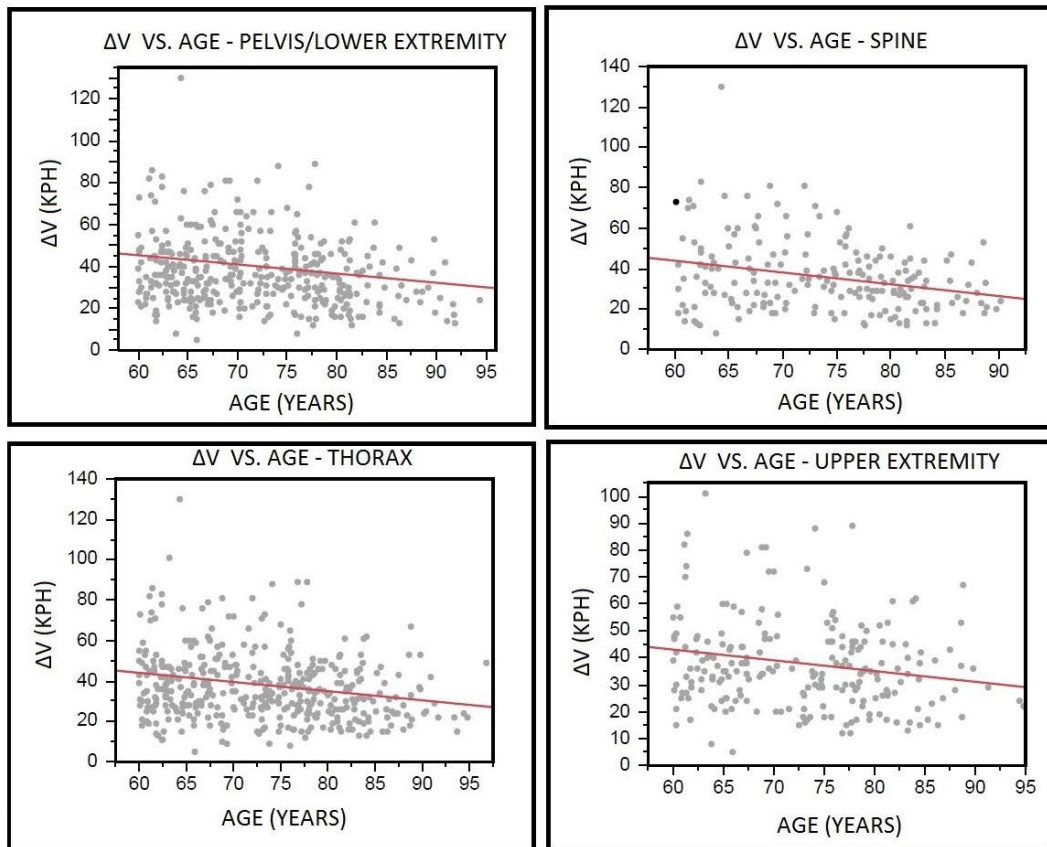 ΔV VS. AGE - PELVIS/LOWER EXTREMITY
120
100
80
60
40
20
0
ΔV (KPH)
60 65 70 75 80 85 90 95
AGE (YEARS)
ΔV VS. AGE - SPINE
140
120
100
80
60
40
20
0
ΔV (KPH)
60 65 70 75 80 85 90
AGE (YEARS)
ΔV VS. AGE - THORAX
140
120
100
80
60
40
20
0
ΔV (KPH)
60 65 70 75 80 85 90 95
AGE (YEARS)
ΔV VS. AGE - UPPER EXTREMITY
100
90
80
70
60
50
40
30
20
10
0
ΔV (KPH)
60 65 70 75 80 85 90 95
AGE (YEARS)